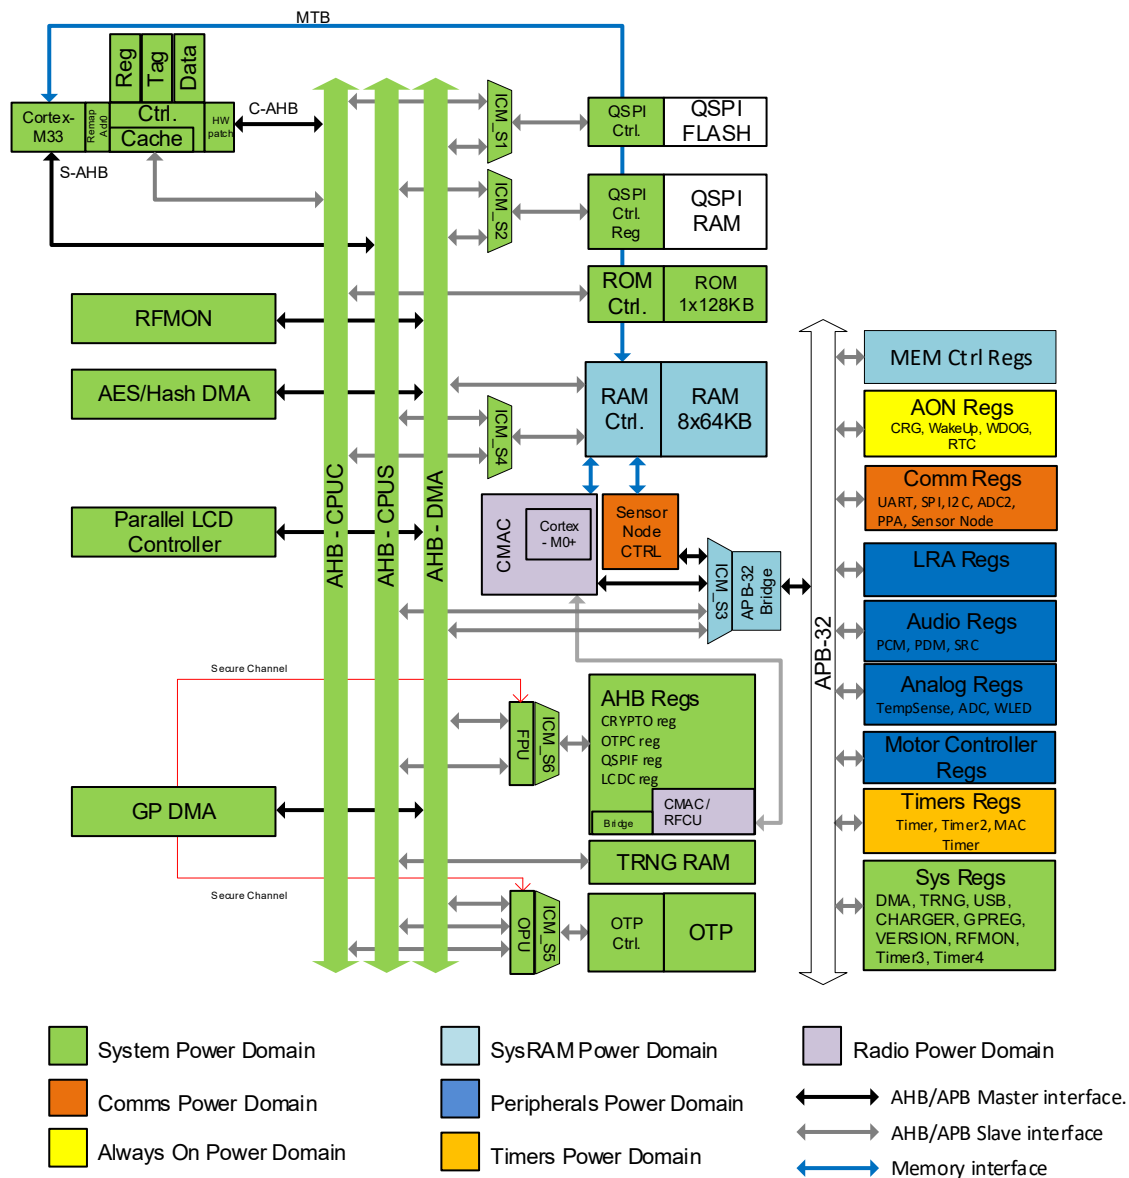 MTB
Reg
Tag
Data
Cortex-
M33
Remap
Adr0
Ctrl.
Cache
HW
patch
C-AHB
S-AHB
ICM_S1
QSPI
Ctrl.
QSPI
FLASH
ICM_S2
QSPI
Ctrl.
Reg
QSPI
RAM
ROM
Ctrl.
ROM
1x128KB
RFMON
AES/Hash DMA
RAM
Ctrl.
RAM
8x64KB
ICM_S4
Parallel LCD
Controller
AHB - CPUC
AHB - CPUS
AHB - DMA
CMAC
Cortex
- M0+
Sensor
Node
CTRL
ICM_S3
APB-32
Bridge
APB-32
MEM Ctrl Regs
AON Regs
CRG, WakeUp, WDOG,
RTC
Comm Regs
UART, SPI, I2C, ADC2,
PPA, Sensor Node
LRA Regs
Audio Regs
PCM, PDM, SRC
Analog Regs
TempSense, ADC, WLED
Motor Controller
Regs
Timers Regs
Timer, Timer2, MAC
Timer
Sys Regs
DMA, TRNG, USB,
CHARGER, GPREG,
VERSION, RFMON,
Timer3, Timer4
Secure Channel
FPU
ICM_S6
AHB Regs
CRYPTO reg
OTPC reg
QSPIF reg
LCDC reg
Bridge
CMAC /
RFCU
GP DMA
TRNG RAM
Secure Channel
OPU
ICM_S5
OTP
Ctrl.
OTP
System Power Domain
SysRAM Power Domain
Radio Power Domain
Comms Power Domain
Peripherals Power Domain
AHB/APB Master interface.
Always On Power Domain
Timers Power Domain
AHB/APB Slave interface
Memory interface